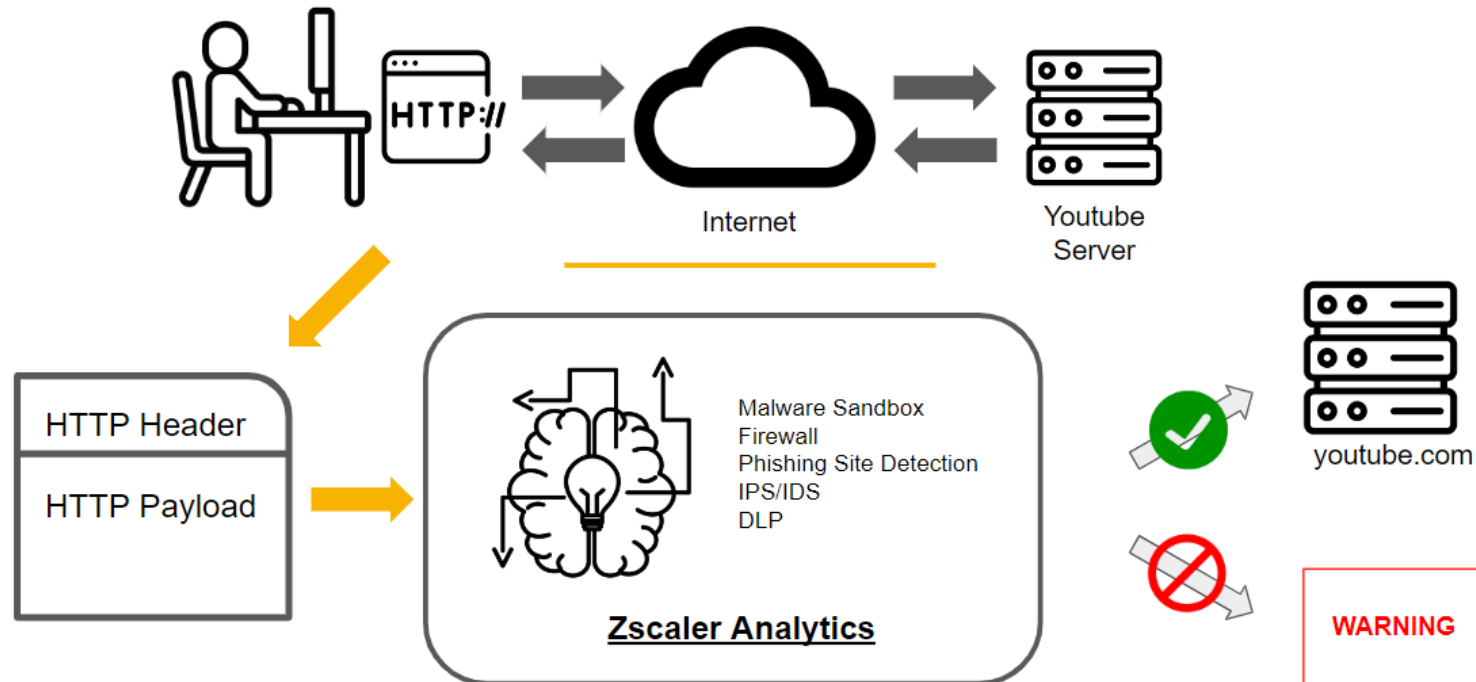 HTTP://
Internet
Youtube
Server
HTTP Header
HTTP Payload
Malware Sandbox
Firewall
Phishing Site Detection
IPS/IDS
DLP
Zscaler Analytics
youtube.com
WARNING